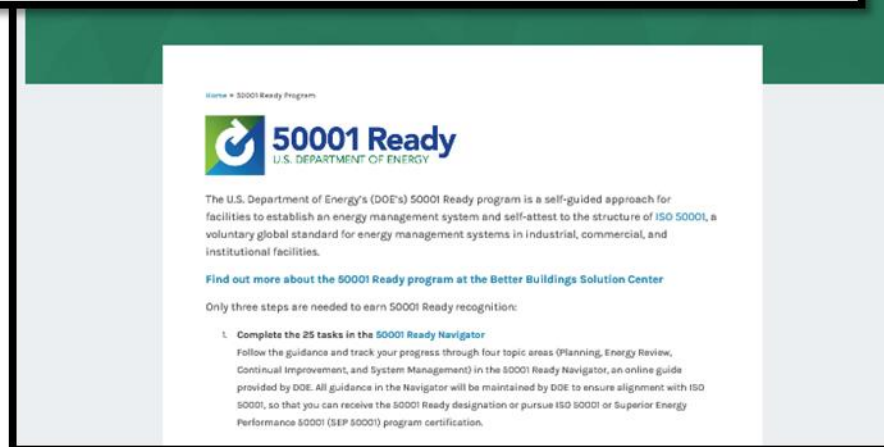 Home » 50001 Ready Program
50001 Ready
U.S. DEPARTMENT OF ENERGY
The U.S. Department of Energy's (DOE's) 50001 Ready program is a self-guided approach for
facilities to establish an energy management system and self-attest to the structure of ISO 50001, a
voluntary global standard for energy management systems in industrial, commercial, and
institutional facilities.
Find out more about the 50001 Ready program at the Better Buildings Solution Center
Only three steps are needed to earn 50001 Ready recognition:
1. Complete the 25 tasks in the 50001 Ready Navigator
Follow the guidance and track your progress through four topic areas (Planning, Energy Review,
Continual Improvement, and System Management) in the 50001 Ready Navigator, an online guide
provided by DOE. All guidance in the Navigator will be maintained by DOE to ensure alignment with ISO
50001, so that you can receive the 50001 Ready designation or pursue ISO 50001 or Superior Energy
Performance 50001 (SEP 50001) program certification.